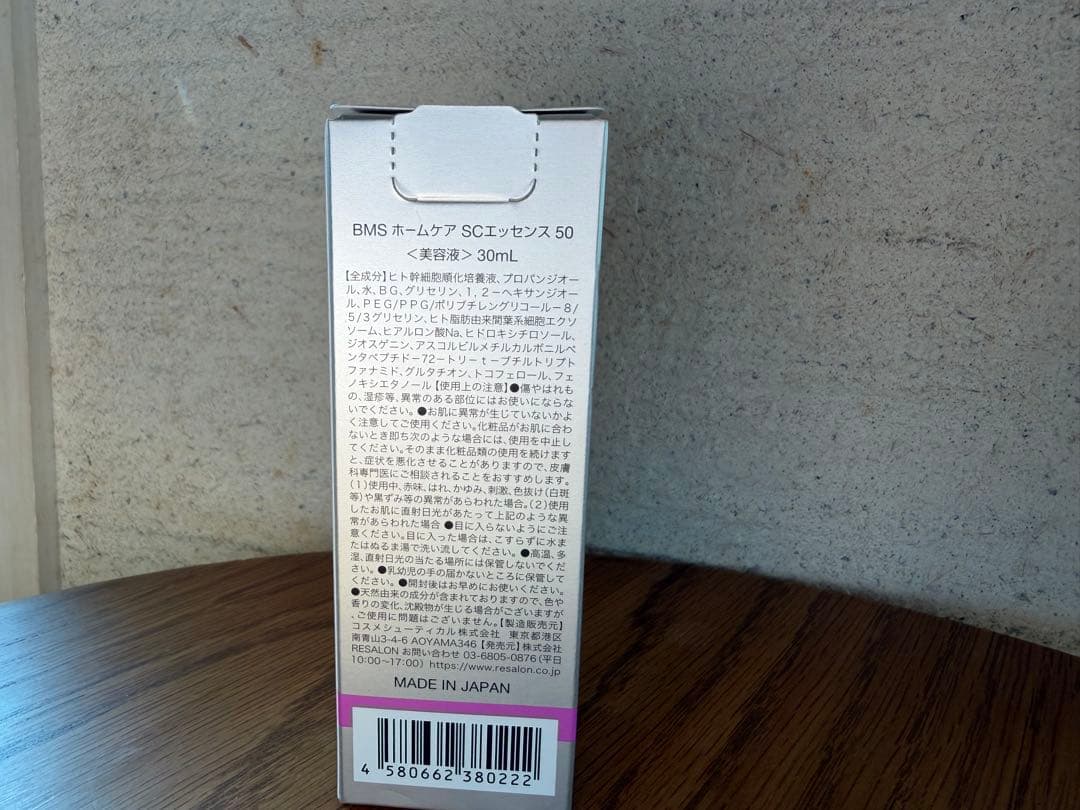 BMS ホームケア SCエッセンス 50
＜美容液＞ 30mL
【全成分】ヒト幹細胞順化培養液、プロパンジオー
ル、水、BG、グリセリン、1，2－ヘキサンジオー
ル、PEG/PPG/ポリブチレングリコール－8/
5/3グリセリン、ヒト脂肪由来間葉系細胞エクソ
ソーム、ヒアルロン酸Na、ヒドロキシチロソール、
ジオスゲニン、アスコルビルメチルカルボニルペ
ンタペプチド－72－トリーｔ－ブチルトリプト
ファナミド、グルタチオン、トコフェロール、フェ
ノキシエタノール【使用上の注意】●傷やはれも
の、湿疹等、異常のある部位にはお使いにならな
いでください。●お肌に異常が生じていないかよ
く注意してご使用ください。化粧品がお肌に合わ
ないとき即ち次のような場合には、使用を中止し
てください。そのまま化粧品類の使用を続けます
と、症状を悪化させることがありますので、皮膚
科専門医にご相談されることをおすすめします。
(1)使用中、赤味、はれ、かゆみ、刺激、色抜け(白斑
等)や黒ずみ等の異常があらわれた場合。(2)使用
したお肌に直射日光があたって上記のような異
常があらわれた場合 ●目に入らないようにご注
意ください。目に入った場合は、こすらずに水ま
たはぬるま湯で洗い流してください。●高温、多
湿、直射日光の当たる場所には保管しないでくだ
さい。●乳幼児の手の届かないところに保管して
ください。●開封後はお早めにお使いください。
●天然由来の成分が含まれておりますので、色や
香りの変化、沈殿物が生じる場合がございますが
、ご使用に問題はございません。【製造販売元】
コスメシューティカル株式会社 東京都港区
南青山3-4-6 AOYAMA346【発売元】株式会社
RESALON お問い合わせ 03-6805-0876(平日
10:00～17:00) https://www.resalon.co.jp
MADE IN JAPAN
4 580662 380222